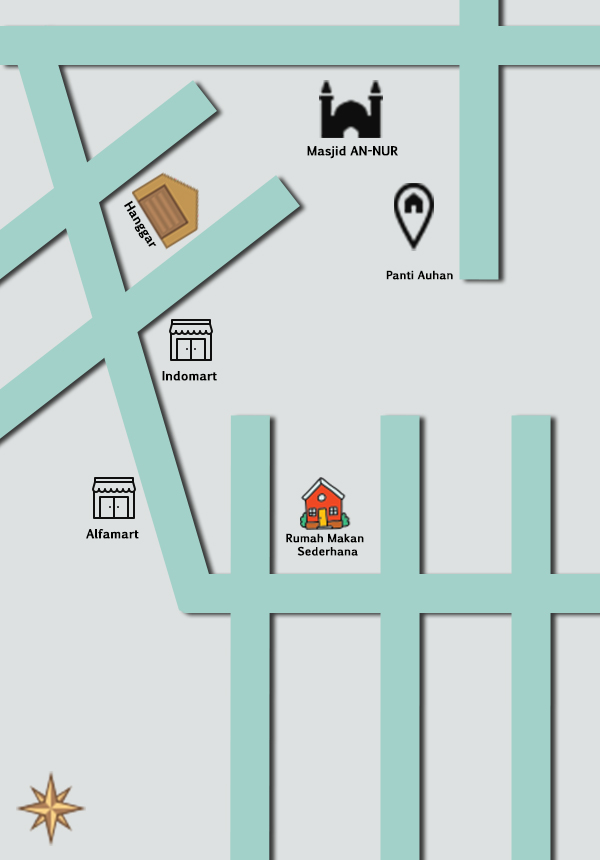 Masjid AN-NUR
Hanggar
Panti Auhan
Indomart
Alfamart
Rumah Makan
Sederhana